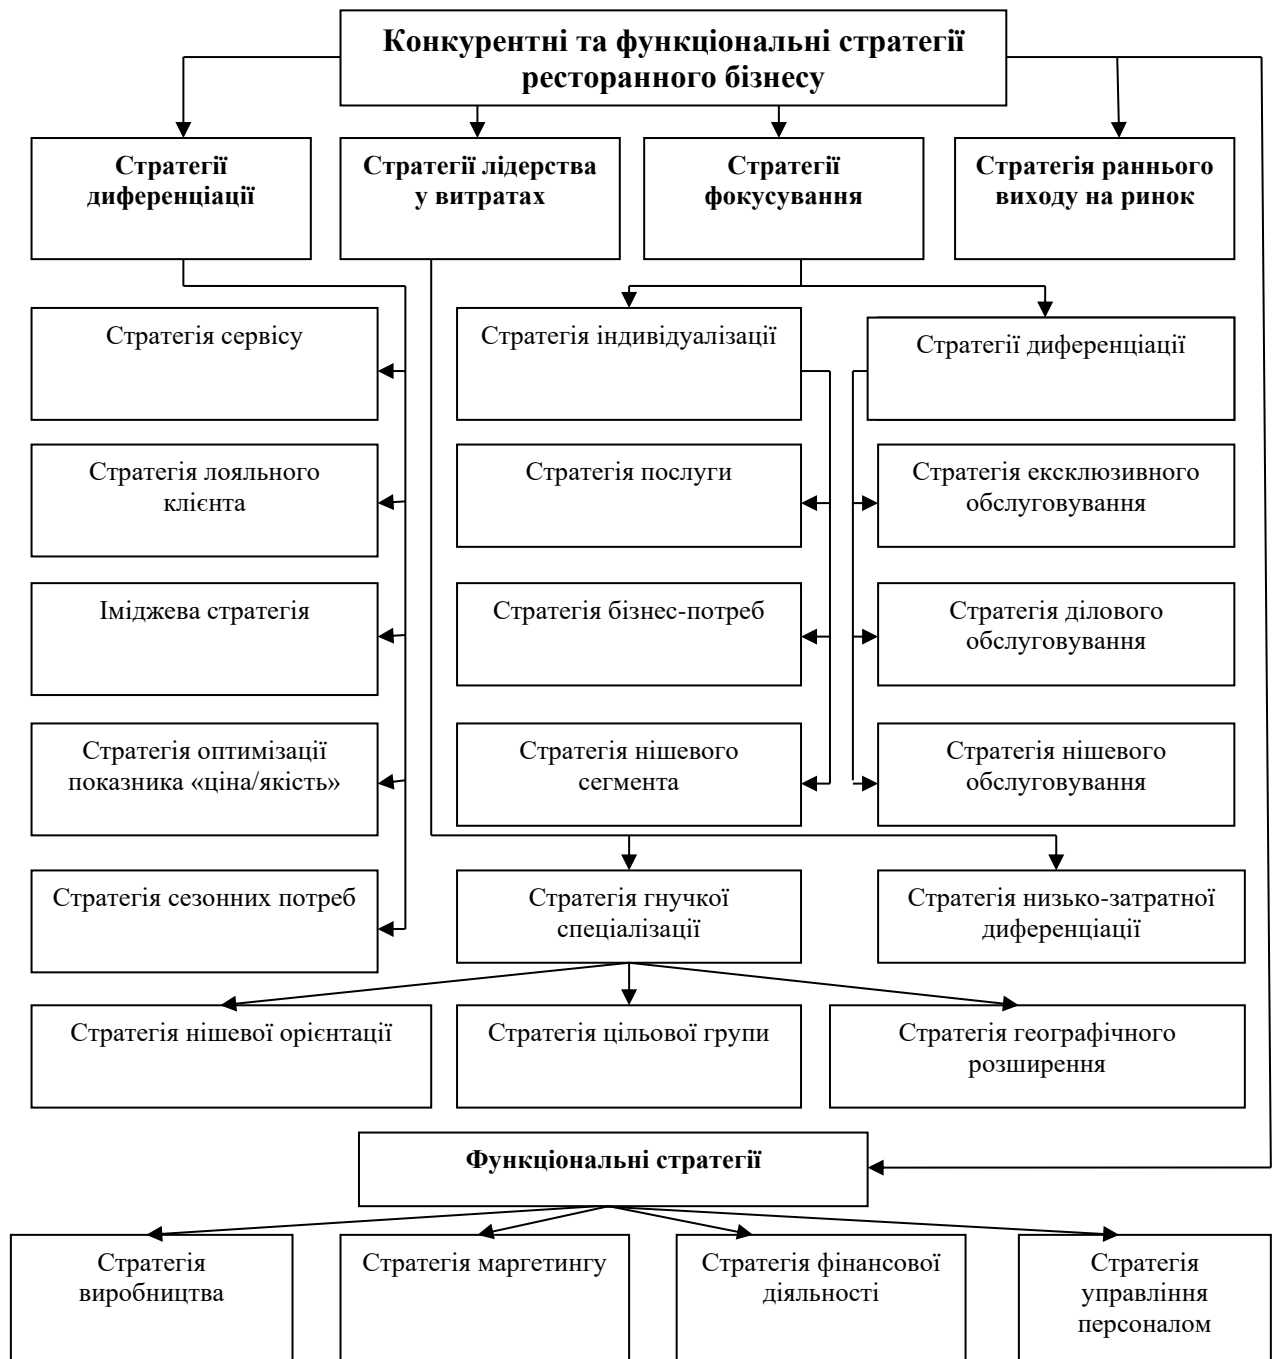 Конкурентні та функціональні стратегії
ресторанного бізнесу
Стратегії
диференціації
Стратегії лідерства
у витратах
Стратегії
фокусування
Стратегія раннього
виходу на ринок
Стратегія сервісу
Стратегія індивідуалізації
Стратегії диференціації
Стратегія лояльного
клієнта
Стратегія послуги
Стратегія ексклюзивного
обслуговування
Іміджева стратегія
Стратегія бізнес-потреб
Стратегія ділового
обслуговування
Стратегія оптимізації
показника «ціна/якість»
Стратегія нішевого
сегмента
Стратегія нішевого
обслуговування
Стратегія сезонних потреб
Стратегія гнучкої
спеціалізації
Стратегія низько-затратної
диференціації
Стратегія нішевої орієнтації
Стратегія цільової групи
Стратегія географічного
розширення
Функціональні стратегії
Стратегія
виробництва
Стратегія маргетингу
Стратегія фінансової
діяльності
Стратегія
управління
персоналом